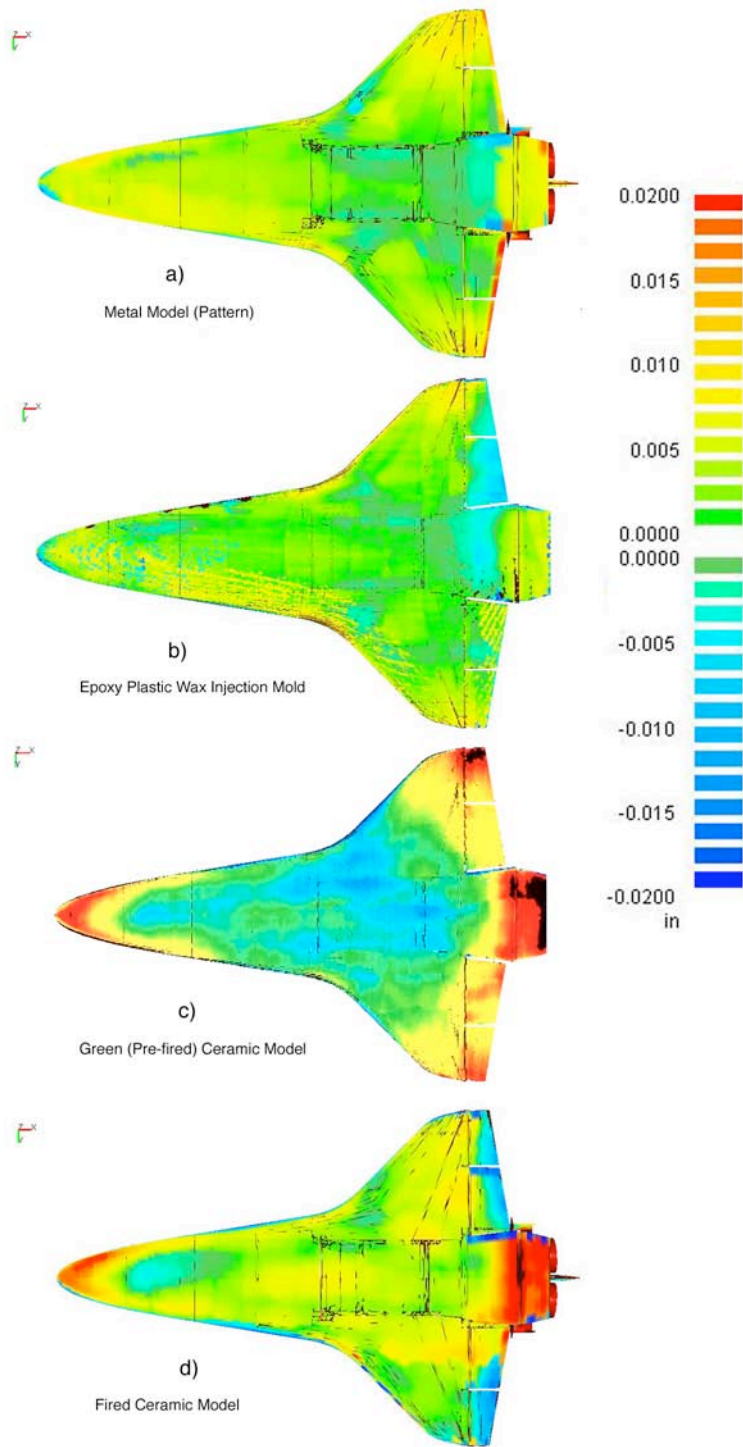 Z X
Y
a)
Metal Model (Pattern)
0.0200
0.015
0.010
0.005
0.0000
0.0000
-0.005
-0.010
-0.015
-0.0200
in
b)
Epoxy Plastic Wax Injection Mold
c)
Green (Pre-fired) Ceramic Model
d)
Fired Ceramic Model